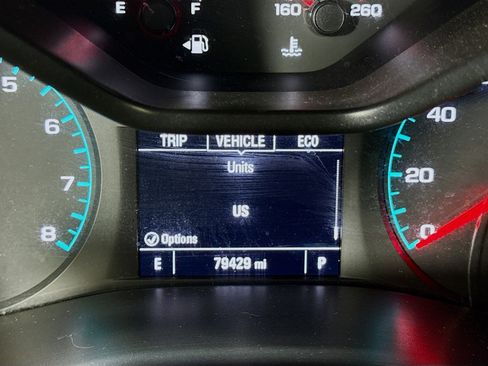 E F 160 260
5 40
6
TRIP VEHICLE ECO
Units
7 20
US
8 Options 0
E 79429 mi P